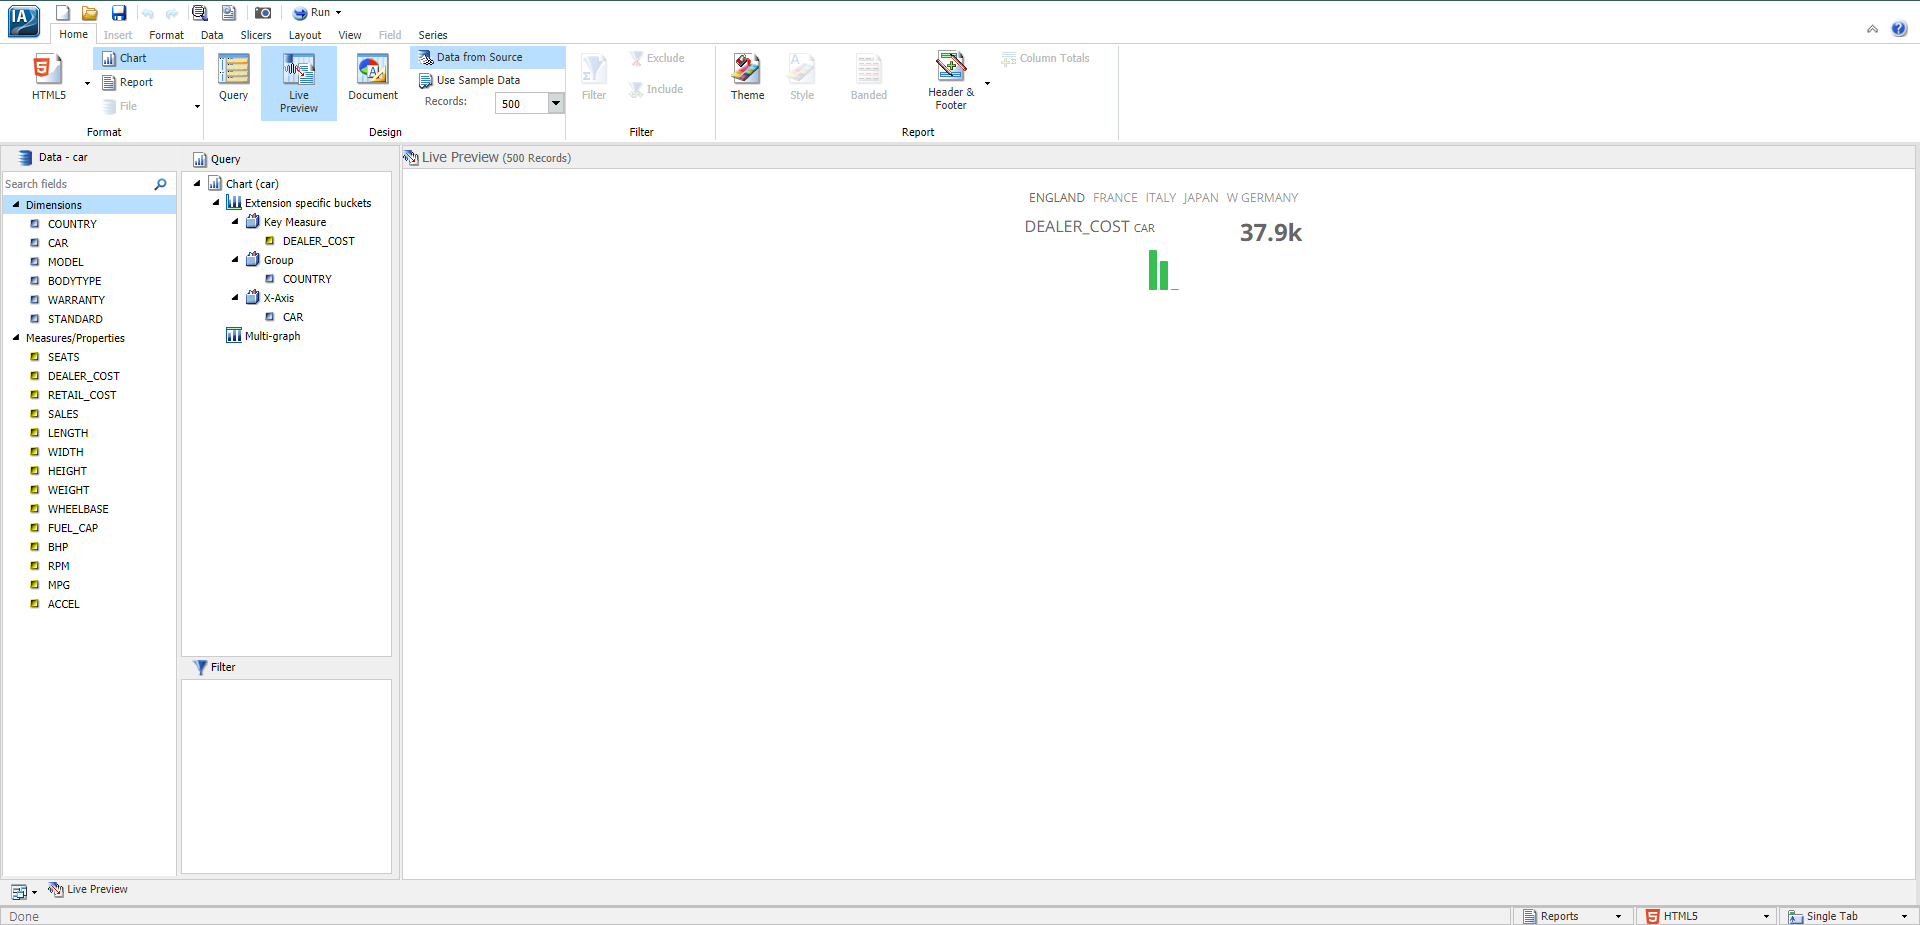 IA
Run
Home Insert Format Data Slicers Layout View Field Series
HTML5
Chart
Report
File
Format
Query
Live Preview
Document
Data from Source
Use Sample Data
Records: 500
Design
Filter
Exclude
Include
Filter
Theme
Style
Banded
Header & Footer
Column Totals
Report
Data - car
Search fields
Dimensions
COUNTRY
CAR
MODEL
BODYTYPE
WARRANTY
STANDARD
Measures/Properties
SEATS
DEALER_COST
RETAIL_COST
SALES
LENGTH
WIDTH
HEIGHT
WEIGHT
WHEELBASE
FUEL_CAP
BHP
RPM
MPG
ACCEL
Query
Chart (car)
Extension specific buckets
Key Measure
DEALER_COST
Group
COUNTRY
X-Axis
CAR
Multi-graph
Filter
Live Preview (500 Records)
ENGLAND FRANCE ITALY JAPAN W GERMANY
DEALER_COST CAR 37.9k
Live Preview
Done
Reports
HTML5
Single Tab